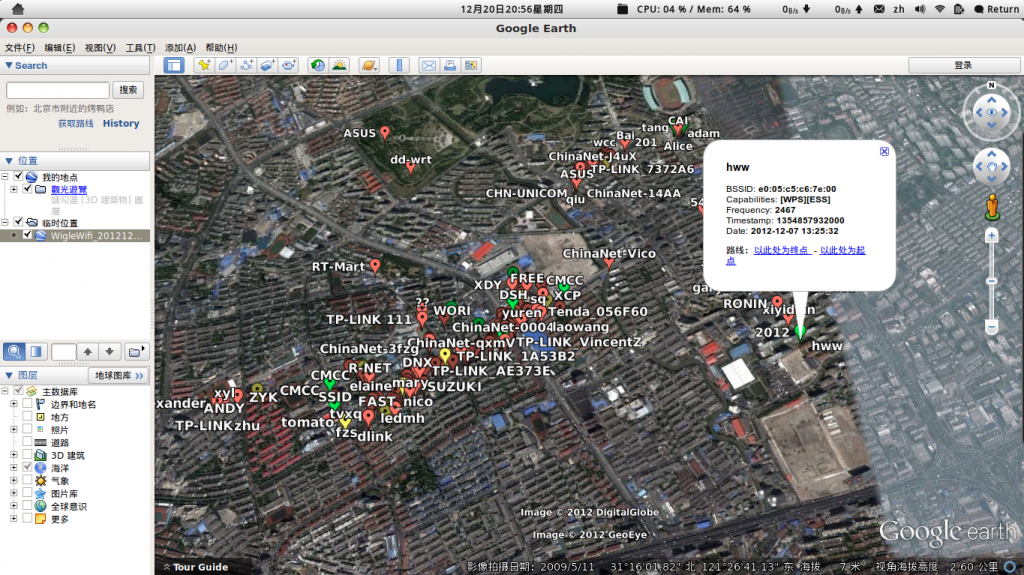 12月20日20:56星期四
CPU: 04 % / Mem: 64 %
0B/s
0B/s
zh
Return
Google Earth
文件(F) 编辑(E) 视图(V) 工具(T) 添加(A) 帮助(H)
Search
搜索
例如: 北京市附近的烤鸭店
获取路线 History
位置
我的地点
觀光遊覽
請勾選 [3D 建築物] 圖
層
临时位置
WigleWifi_201212...
图层
地球图库 >>
主数据库
边界和地名
地方
照片
道路
3D 建筑
海洋
气象
图片库
全球意识
更多
登录
N
ASUS
dd-wrt
CAI
tang
adam
Bai
wcc
201
Alice
ChinaNet-J4uX
TP-LINK_7372A6
ASUS
CHN-UNICOM
qiu
ChinaNet-14AA
54
hww
BSSID: e0:05:c5:c6:7e:00
Capabilities: [WPS][ESS]
Frequency: 2467
Timestamp: 1354857932000
Date: 2012-12-07 13:25:32
路线: 以此处为终点 - 以此处为起
点
ChinaNet-Vico
RT-Mart
FREE
CMCC
XDY
DSH
sq
XCP
RONIN
??
WORI
yuren
Tenda_056F60
TP-LINK_111
ChinaNet-0004
laowang
2012
hww
ChinaNet-qxmV
TP-LINK_VincentZ
ChinaNet-3fzg
TP-LINK_1A53B2
DNX
R-NET
TP-LINK_AE373E
CMCC
CMCC
elaine
mary
SUZUKI
xyl
ZYK
SSID
FAST
nico
xander
ANDY
tvxq
ledmh
TP-LINK
zhu
tomato
fzs
dlink
Image © 2012 DigitalGlobe
Image © 2012 GeoEye
Google earth
Tour Guide
影像拍摄日期: 2009/5/11 31°16'01.82" 北 121°26'41.13" 东 海拔 7 米 视角海拔高度 2.60 公里